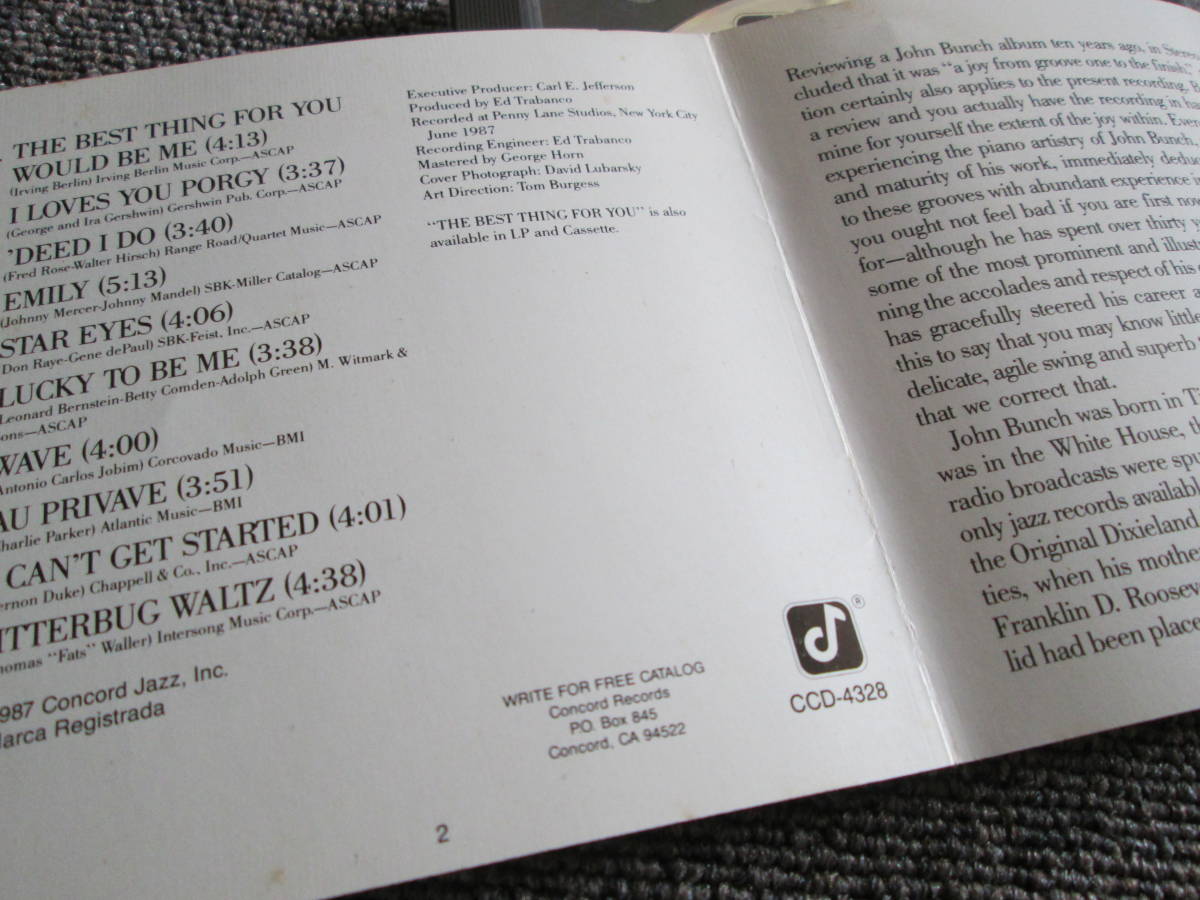 THE BEST THING FOR YOU
WOULD BE ME (4:13)
(Irving Berlin) Irving Berlin Music Corp.—ASCAP
I LOVES YOU PORGY (3:37)
(George and Ira Gershwin) Gershwin Pub. Corp.—ASCAP
'DEED I DO (3:40)
(Fred Rose-Walter Hirsch) Range Road/Quartet Music—ASCAP
EMILY (5:13)
(Johnny Mercer-Johnny Mandel) SBK-Miller Catalog—ASCAP
STAR EYES (4:06)
Don Raye-Gene dePaul) SBK-Feist, Inc.—ASCAP
LUCKY TO BE ME (3:38)
Leonard Bernstein-Betty Comden-Adolph Green) M. Witmark &
ons—ASCAP
WAVE (4:00)
Antonio Carlos Jobim) Corcovado Music—BMI
AU PRIVAVE (3:51)
Charlie Parker) Atlantic Music—BMI
CAN'T GET STARTED (4:01)
ernon Duke) Chappell & Co., Inc.—ASCAP
ITTERBUG WALTZ (4:38)
homas "Fats" Waller) Intersong Music Corp.—ASCAP
987 Concord Jazz, Inc.
arca Registrada
Executive Producer: Carl E. Jefferson
Produced by Ed Trabanco
Recorded at Penny Lane Studios, New York City
June 1987
Recording Engineer: Ed Trabanco
Mastered by George Horn
Cover Photograph: David Lubarsky
Art Direction: Tom Burgess
"THE BEST THING FOR YOU" is also
available in LP and Cassette.
WRITE FOR FREE CATALOG
Concord Records
P.O. Box 845
Concord, CA 94522
®
CCD-4328
2
Reviewing a John Bunch album ten years ago, in Stereo
cluded that it was "a joy from groove one to the finish,"
tion certainly also applies to the present recording,
a review and you actually have the recording in
mine for yourself the extent of the joy within. Even
experiencing the piano artistry of John Bunch,
and maturity of his work, immediately
to these grooves with abundant experience
you ought not feel bad if you are first now
for—although he has spent over thirty
some of the most prominent and
ning the accolades and respect of his
has gracefully steered his career
this to say that you may know little
delicate, agile swing and superb
that we correct that.
John Bunch was born in
was in the White House,
radio broadcasts were
only jazz records
the Original Dixieland
ties, when his mother
Franklin D.
lid had been